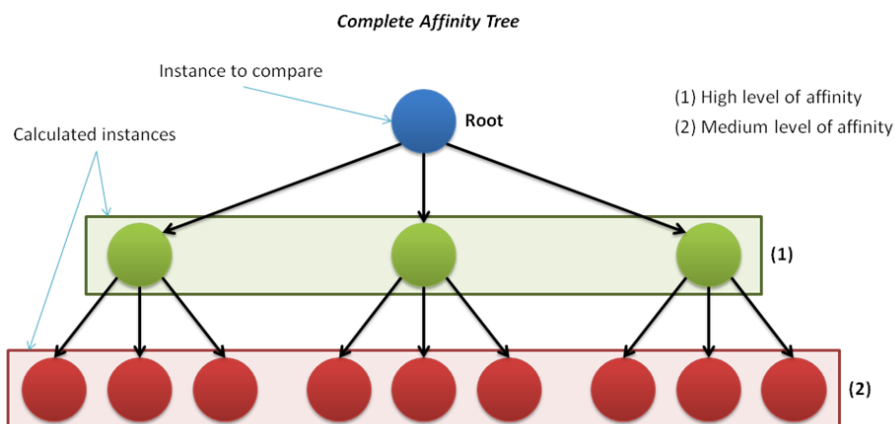 Complete Affinity Tree
Instance to compare
Root
(1) High level of affinity
(2) Medium level of affinity
Calculated instances
(1)
(2)